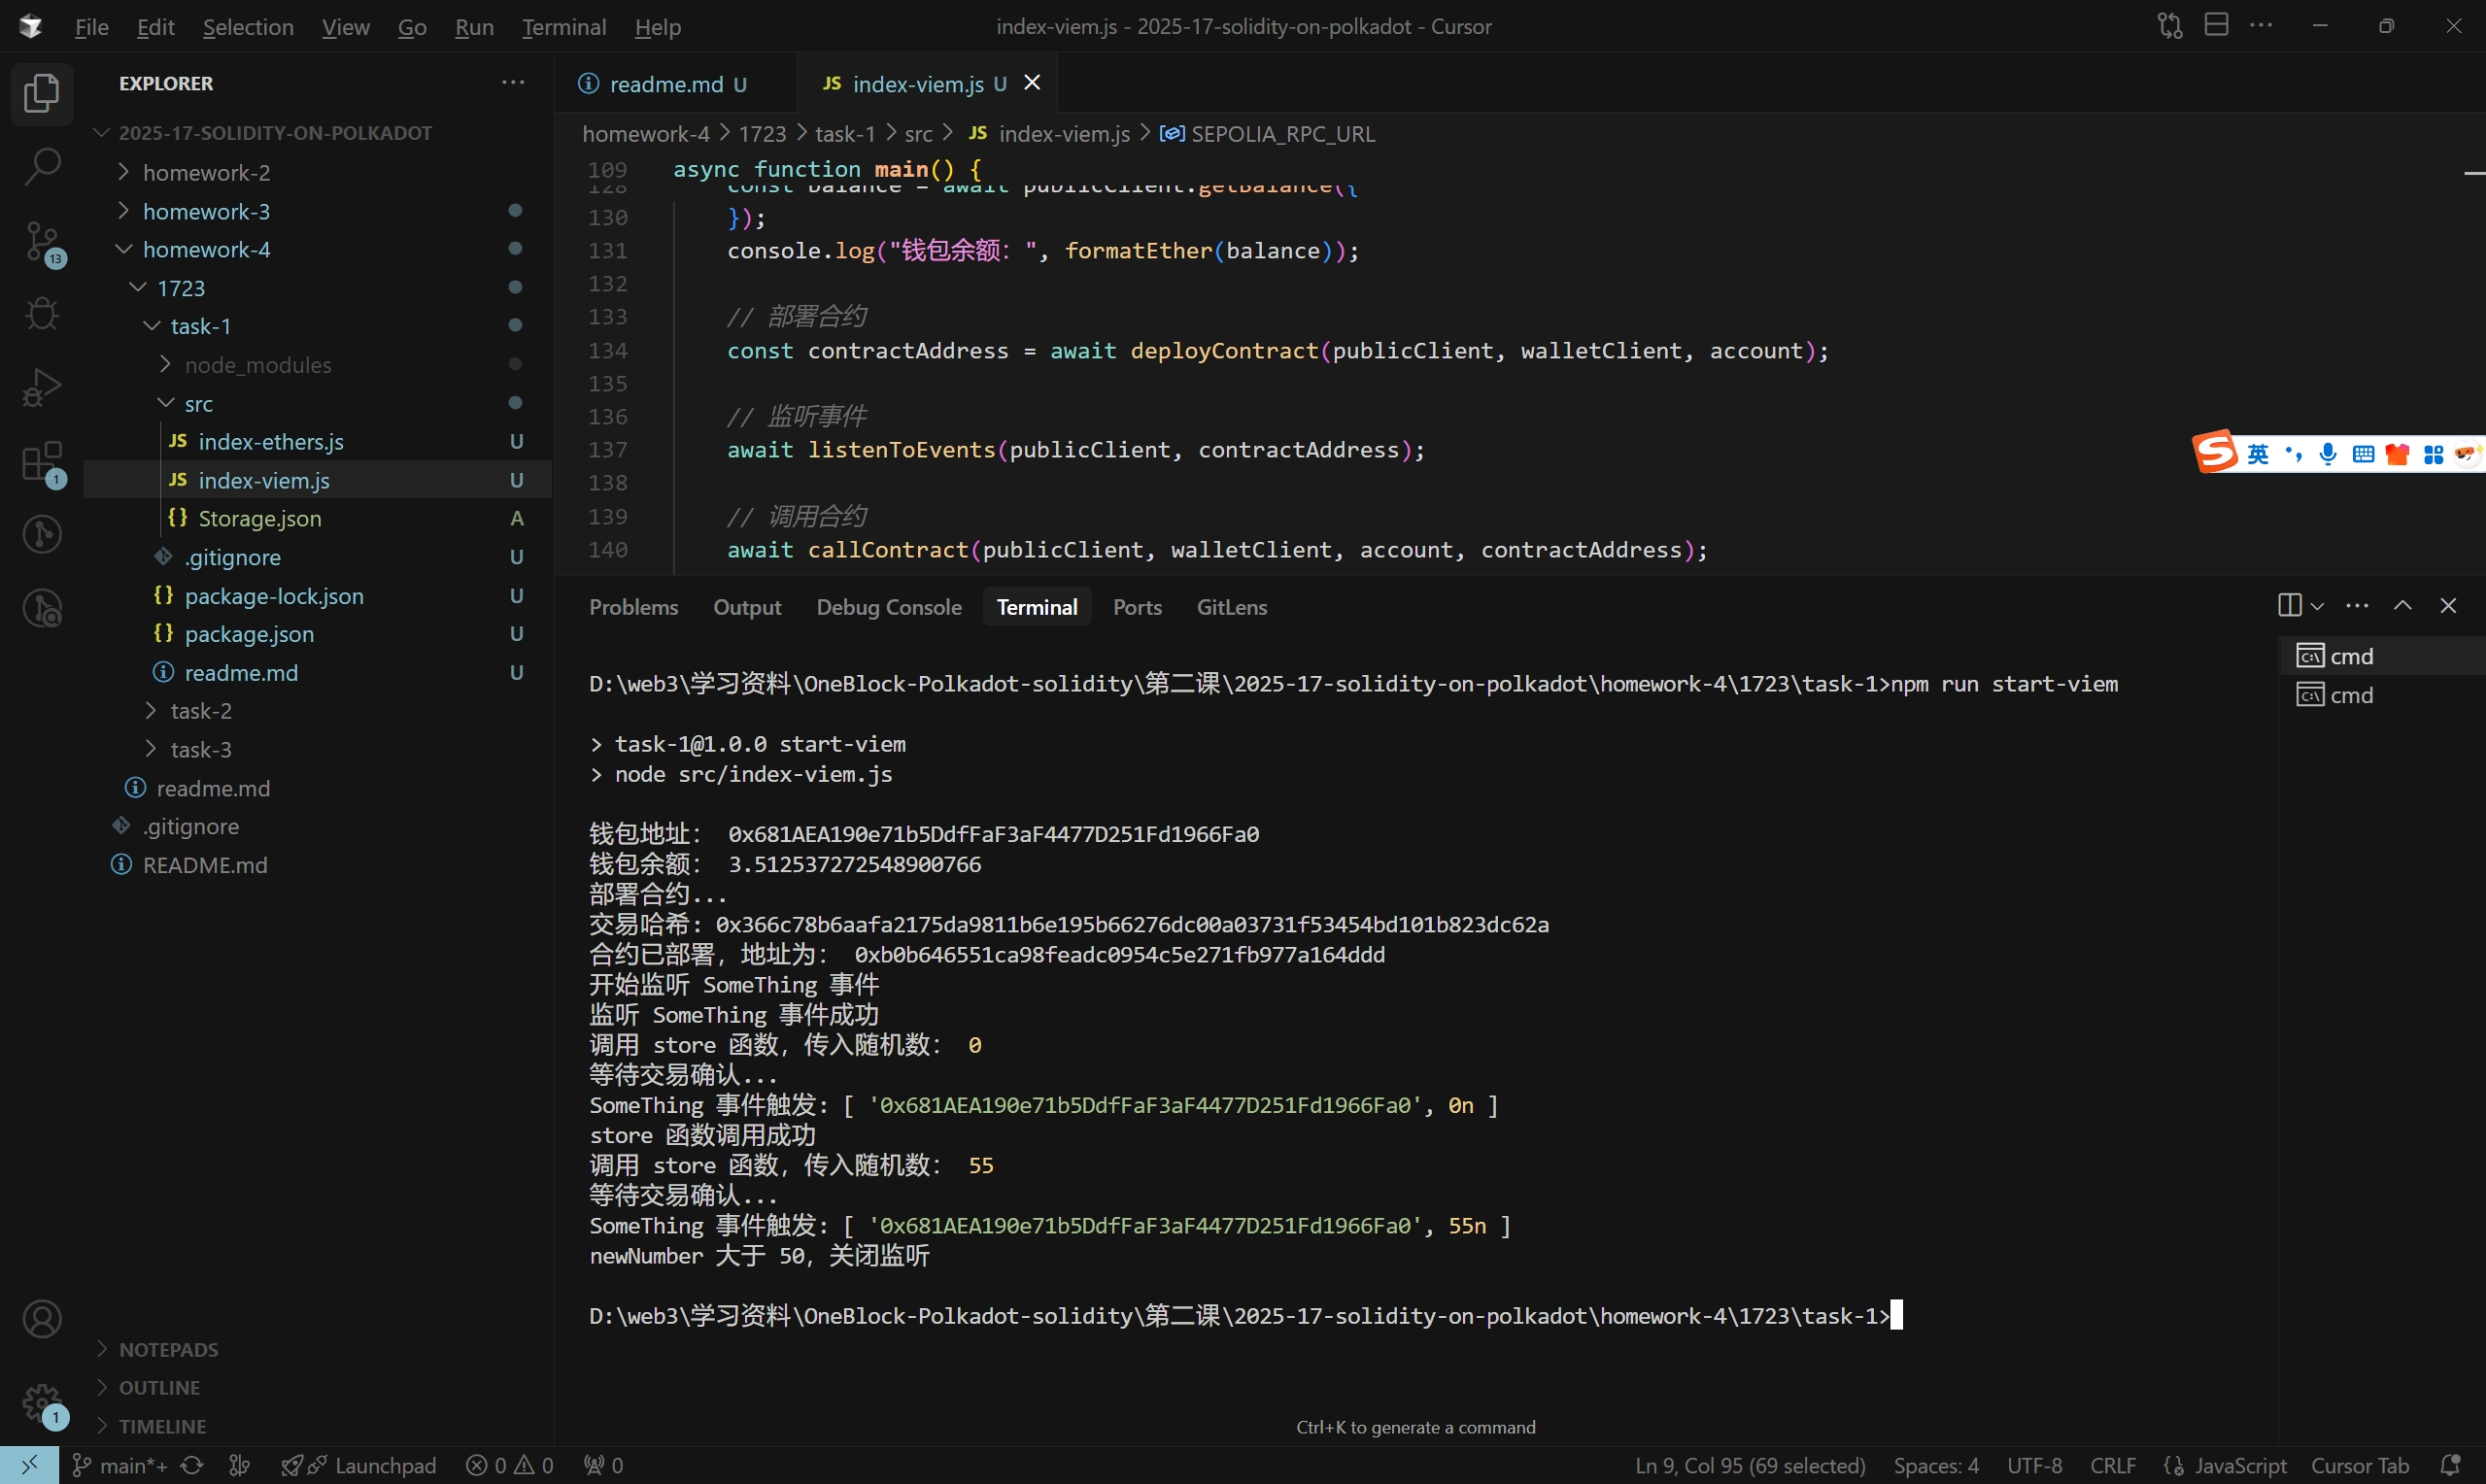 File Edit Selection View Go Run Terminal Help
index-viem.js - 2025-17-solidity-on-polkadot - Cursor
EXPLORER
2025-17-SOLIDITY-ON-POLKADOT
homework-2
homework-3
homework-4
1723
task-1
node_modules
src
JS index-ethers.js U
JS index-viem.js U
{} Storage.json A
.gitignore U
{} package-lock.json U
{} package.json U
readme.md U
task-2
task-3
readme.md
.gitignore
README.md
NOTEPADS
OUTLINE
TIMELINE
13
1
1
readme.md U
JS index-viem.js U
homework-4 > 1723 > task-1 > src > JS index-viem.js > SEPOLIA_RPC_URL
109 async function main() {
128 const balance = await publicClient.getBalance({
130 });
131 console.log("钱包余额: ", formatEther(balance));
132
133 // 部署合约
134 const contractAddress = await deployContract(publicClient, walletClient, account);
135
136 // 监听事件
137 await listenToEvents(publicClient, contractAddress);
138
139 // 调用合约
140 await callContract(publicClient, walletClient, account, contractAddress);
S 英
Problems Output Debug Console Terminal Ports GitLens
cmd
cmd
D:\web3\学习资料\OneBlock-Polkadot-solidity\第二课\2025-17-solidity-on-polkadot\homework-4\1723\task-1>npm run start-viem
> task-1@1.0.0 start-viem
> node src/index-viem.js
钱包地址: 0x681AEA190e71b5DdfFaF3aF4477D251Fd1966Fa0
钱包余额: 3.512537272548900766
部署合约...
交易哈希: 0x366c78b6aafa2175da9811b6e195b66276dc00a03731f53454bd101b823dc62a
合约已部署, 地址为: 0xb0b646551ca98feadc0954c5e271fb977a164ddd
开始监听 SomeThing 事件
监听 SomeThing 事件成功
调用 store 函数, 传入随机数: 0
等待交易确认...
SomeThing 事件触发: [ '0x681AEA190e71b5DdfFaF3aF4477D251Fd1966Fa0', 0n ]
store 函数调用成功
调用 store 函数, 传入随机数: 55
等待交易确认...
SomeThing 事件触发: [ '0x681AEA190e71b5DdfFaF3aF4477D251Fd1966Fa0', 55n ]
newNumber 大于 50, 关闭监听
D:\web3\学习资料\OneBlock-Polkadot-solidity\第二课\2025-17-solidity-on-polkadot\homework-4\1723\task-1>
Ctrl+K to generate a command
main*+ Launchpad 0 0 0 Ln 9, Col 95 (69 selected) Spaces: 4 UTF-8 CRLF JavaScript Cursor Tab